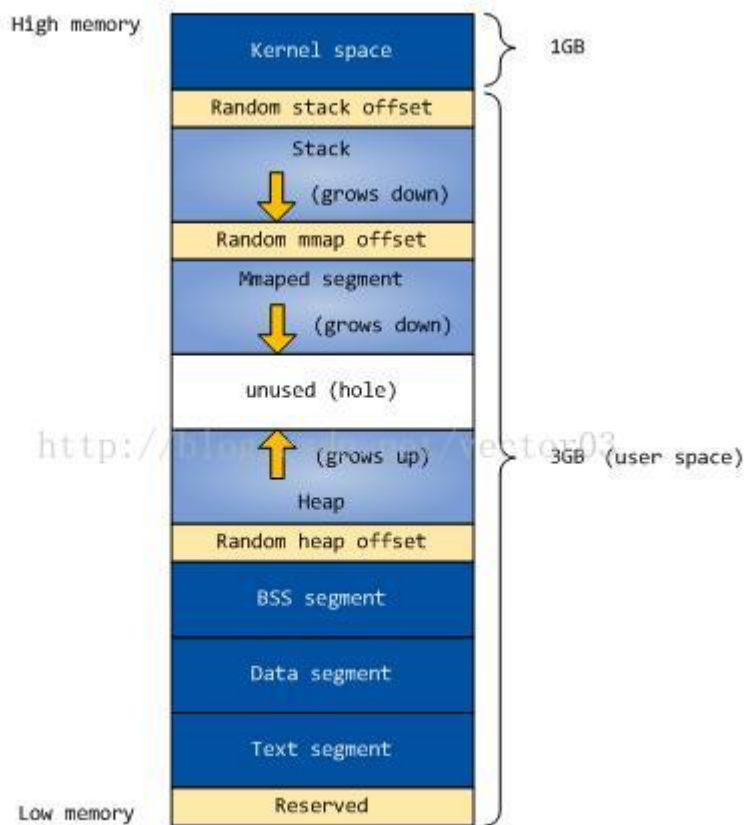 High memory
Kernel space
1GB
Random stack offset
Stack
(grows down)
Random mmap offset
Mmaped segment
(grows down)
unused (hole)
(grows up)
3GB (user space)
Heap
Random heap offset
BSS segment
Data segment
Text segment
Low memory
Reserved